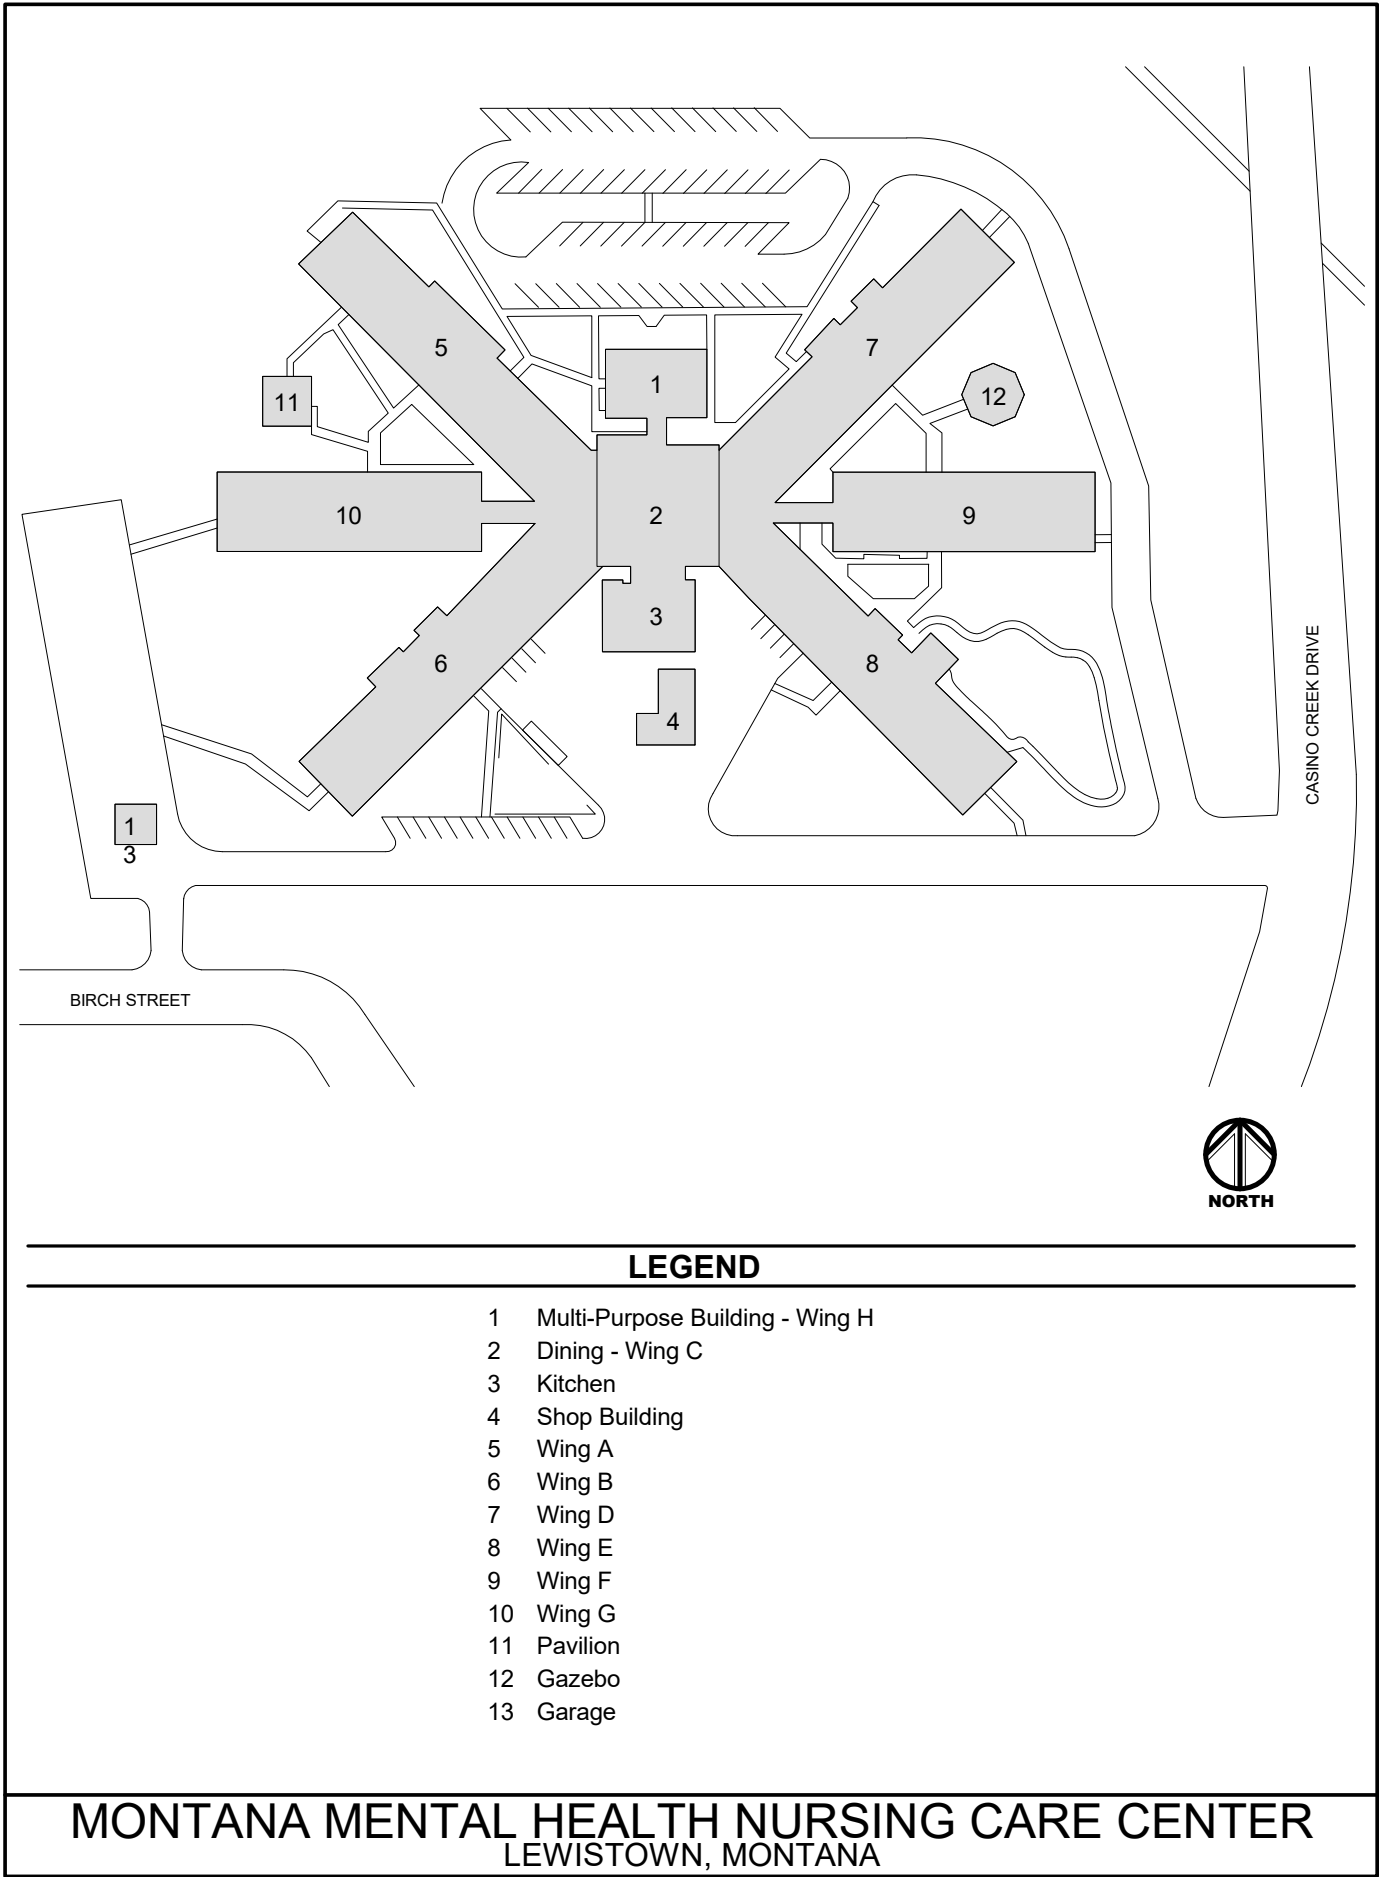 5
7
1
12
11
10
2
9
3
6
8
4
CASINO CREEK DRIVE
1
3
BIRCH STREET
NORTH
LEGEND
1 Multi-Purpose Building - Wing H
2 Dining - Wing C
3 Kitchen
4 Shop Building
5 Wing A
6 Wing B
7 Wing D
8 Wing E
9 Wing F
10 Wing G
11 Pavilion
12 Gazebo
13 Garage
MONTANA MENTAL HEALTH NURSING CARE CENTER
LEWISTOWN, MONTANA